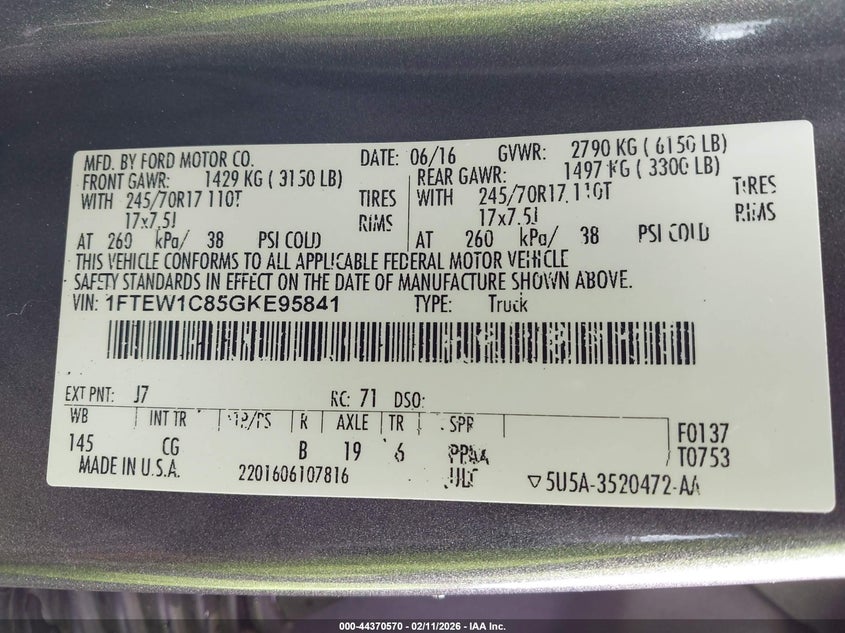 MFD. BY FORD MOTOR CO. DATE: 06/16 GVWR: 2790 KG ( 6150 LB)
FRONT GAWR: 1429 KG ( 3150 LB) REAR GAWR: 1497 KG ( 3300 LB)
WITH 245/70R17 110T TIRES WITH 245/70R17 110T TIRES
17x7.5J RIMS 17x7.5J RIMS
AT 260 kPa/ 38 PSI COLD AT 260 kPa/ 38 PSI COLD
THIS VEHICLE CONFORMS TO ALL APPLICABLE FEDERAL MOTOR VEHICLE
SAFETY STANDARDS IN EFFECT ON THE DATE OF MANUFACTURE SHOWN ABOVE.
VIN: 1FTEW1C85GKE95841 TYPE: Truck
EXT PNT: J7 RC: 71 DSO:
WB INT TR TP/PS R AXLE TR SPR F0137
145 CG B 19 6 T0753
MADE IN U.S.A. 2201606107816 ▽5U5A-3520472-AA
000-44370570 - 02/11/2026 - IAA Inc.